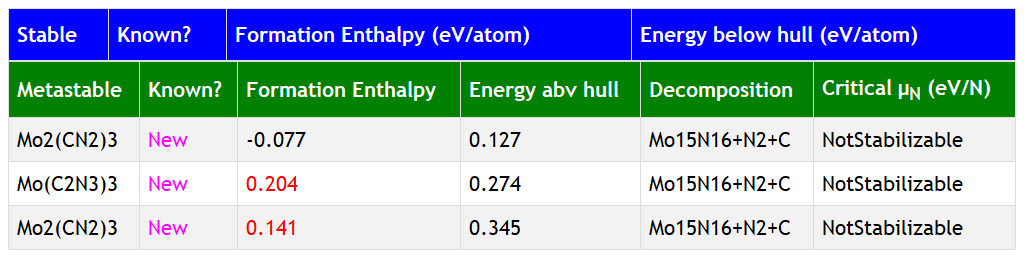 Stable Known? Formation Enthalpy (eV/atom) Energy below hull (eV/atom)
Metastable Known? Formation Enthalpy Energy abv hull Decomposition Critical μN (eV/N)
Mo2(CN2)3 New -0.077 0.127 Mo15N16+N2+C NotStabilizable
Mo(C2N3)3 New 0.204 0.274 Mo15N16+N2+C NotStabilizable
Mo2(CN2)3 New 0.141 0.345 Mo15N16+N2+C NotStabilizable